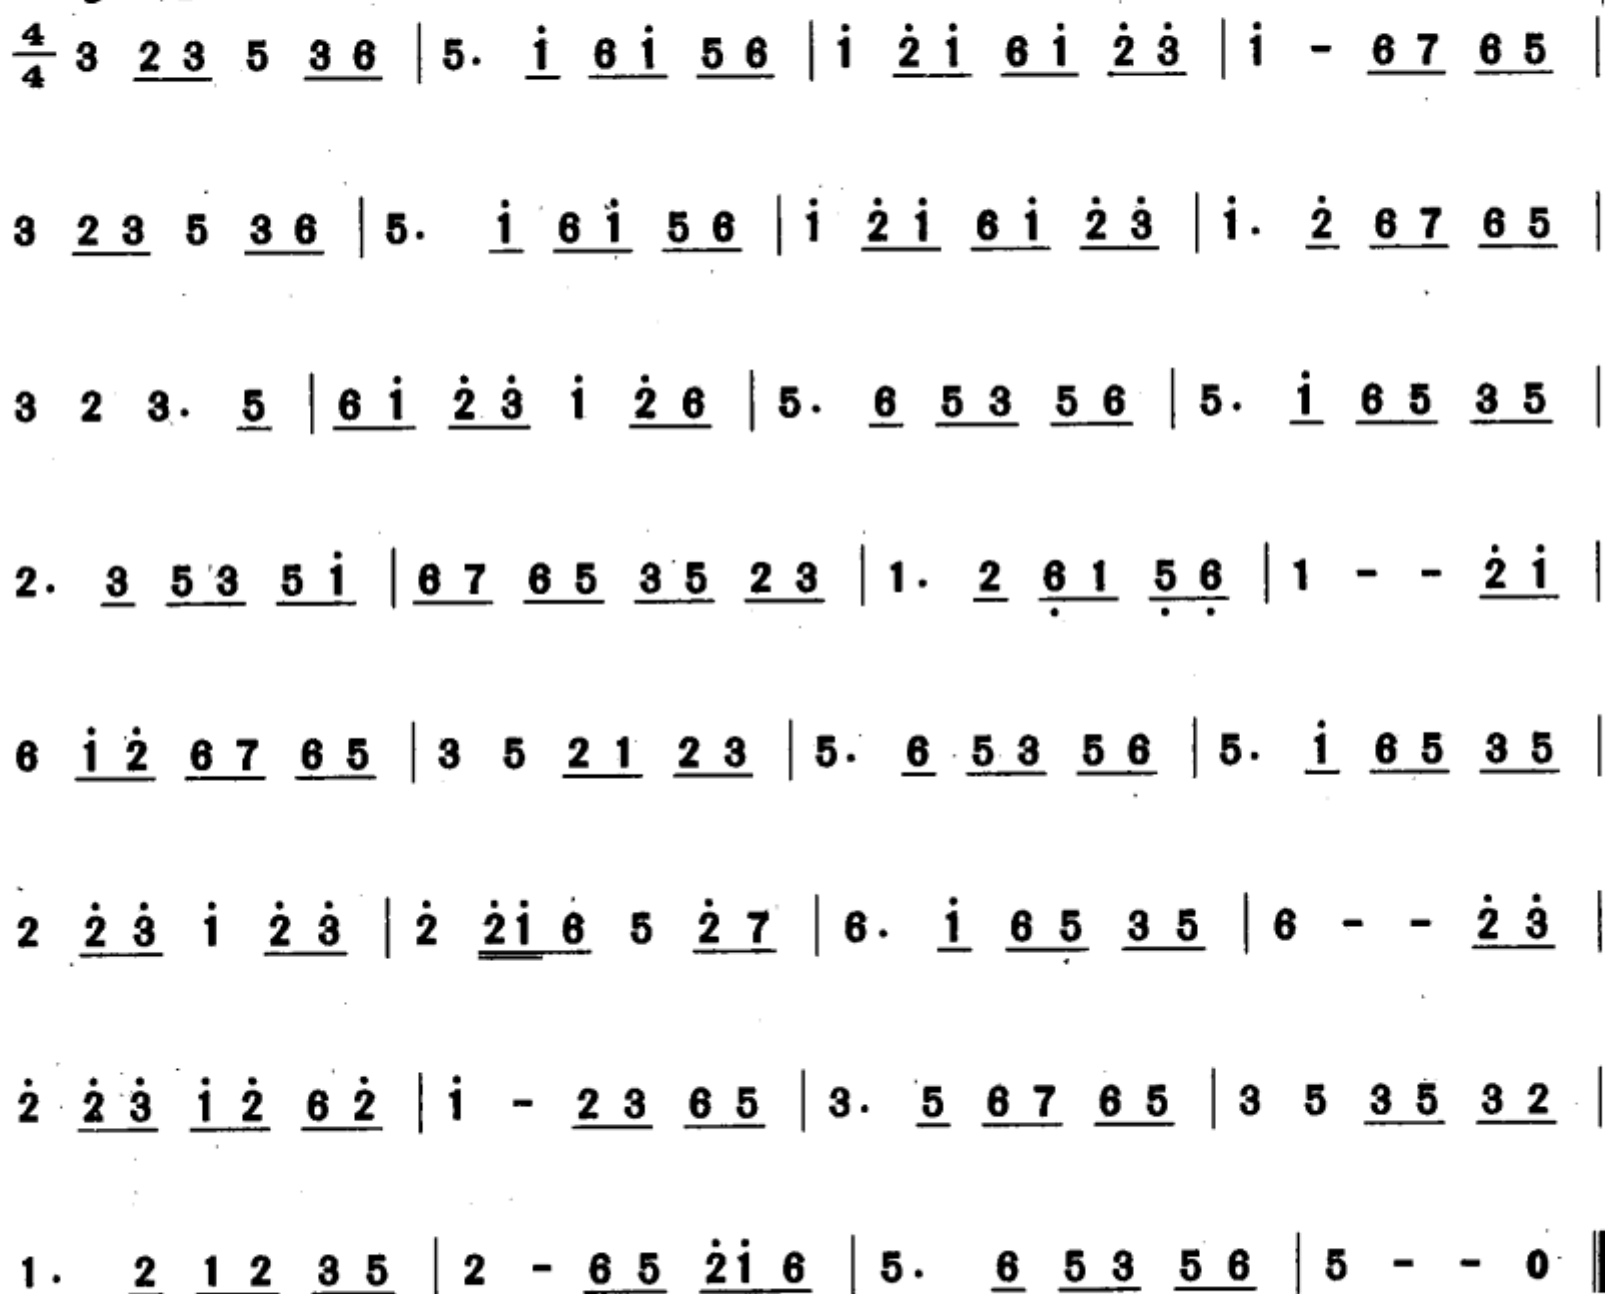 4/4 3 2 3 5 3 6 | 5. i̇ 6 i̇ 5 6 | i̇ 2̇ i̇ 6 i̇ 2̇ 3̇ | i̇ - 6 7 6 5 |
3 2 3 5 3 6 | 5. i̇ 6 i̇ 5 6 | i̇ 2̇ i̇ 6 i̇ 2̇ 3̇ | i̇. 2̇ 6 7 6 5 |
3 2 3. 5 | 6 i̇ 2̇ 3̇ i̇ 2̇ 6 | 5. 6 5 3 5 6 | 5. i̇ 6 5 3 5 |
2. 3 5 3 5 i̇ | 6 7 6 5 3 5 2 3 | 1. 2 6̣ 1 5̣ 6̣ | 1 - - 2̇ i̇ |
6 i̇ 2̇ 6 7 6 5 | 3 5 2 1 2 3 | 5. 6 5 3 5 6 | 5. i̇ 6 5 3 5 |
2 2̇ 3̇ i̇ 2̇ 3̇ | 2̇ 2̇ i̇ 6 5 2̇ 7 | 6. i̇ 6 5 3 5 | 6 - - 2̇ 3̇ |
2̇ 2̇ 3̇ i̇ 2̇ 6 2̇ | i̇ - 2 3 6 5 | 3. 5 6 7 6 5 | 3 5 3 5 3 2 |
1. 2 1 2 3 5 | 2 - 6 5 2̇ i̇ 6 | 5. 6 5 3 5 6 | 5 - - 0 ‖